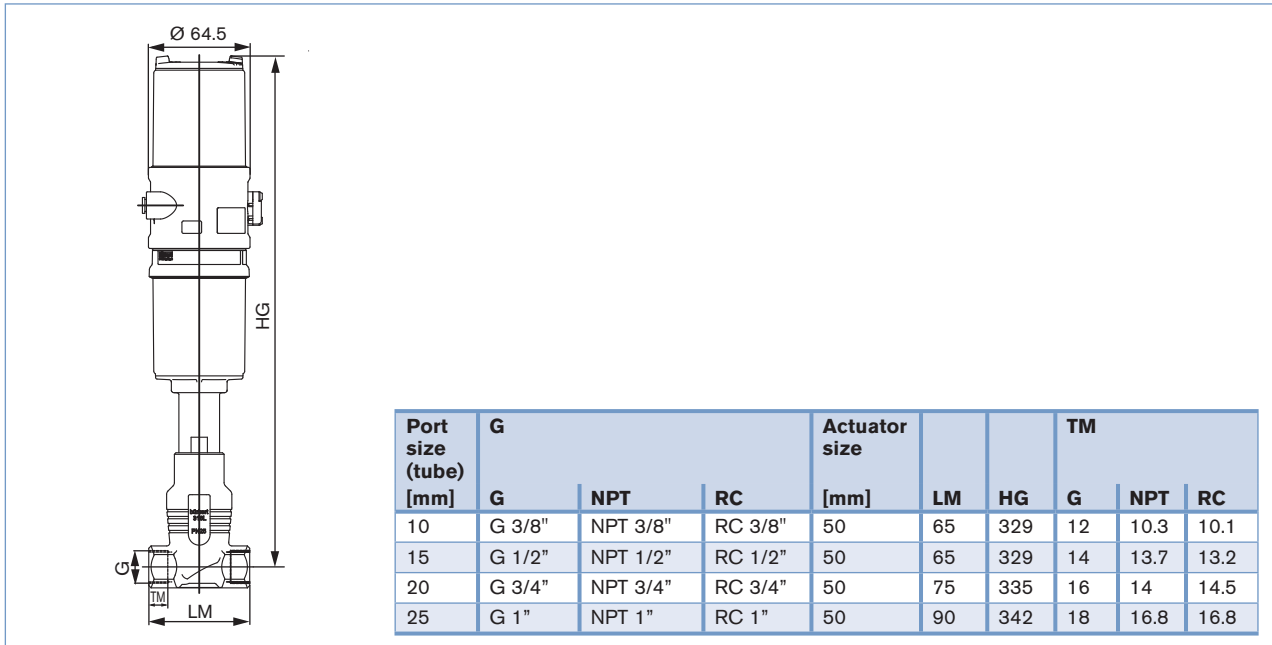 Ø 64.5
HG
316L
G
TM
LM
Port size (tube) [mm] G Actuator size [mm] LM HG TM
G NPT RC G NPT RC
10 G 3/8" NPT 3/8" RC 3/8" 50 65 329 12 10.3 10.1
15 G 1/2” NPT 1/2” RC 1/2” 50 65 329 14 13.7 13.2
20 G 3/4” NPT 3/4” RC 3/4” 50 75 335 16 14 14.5
25 G 1” NPT 1” RC 1” 50 90 342 18 16.8 16.8